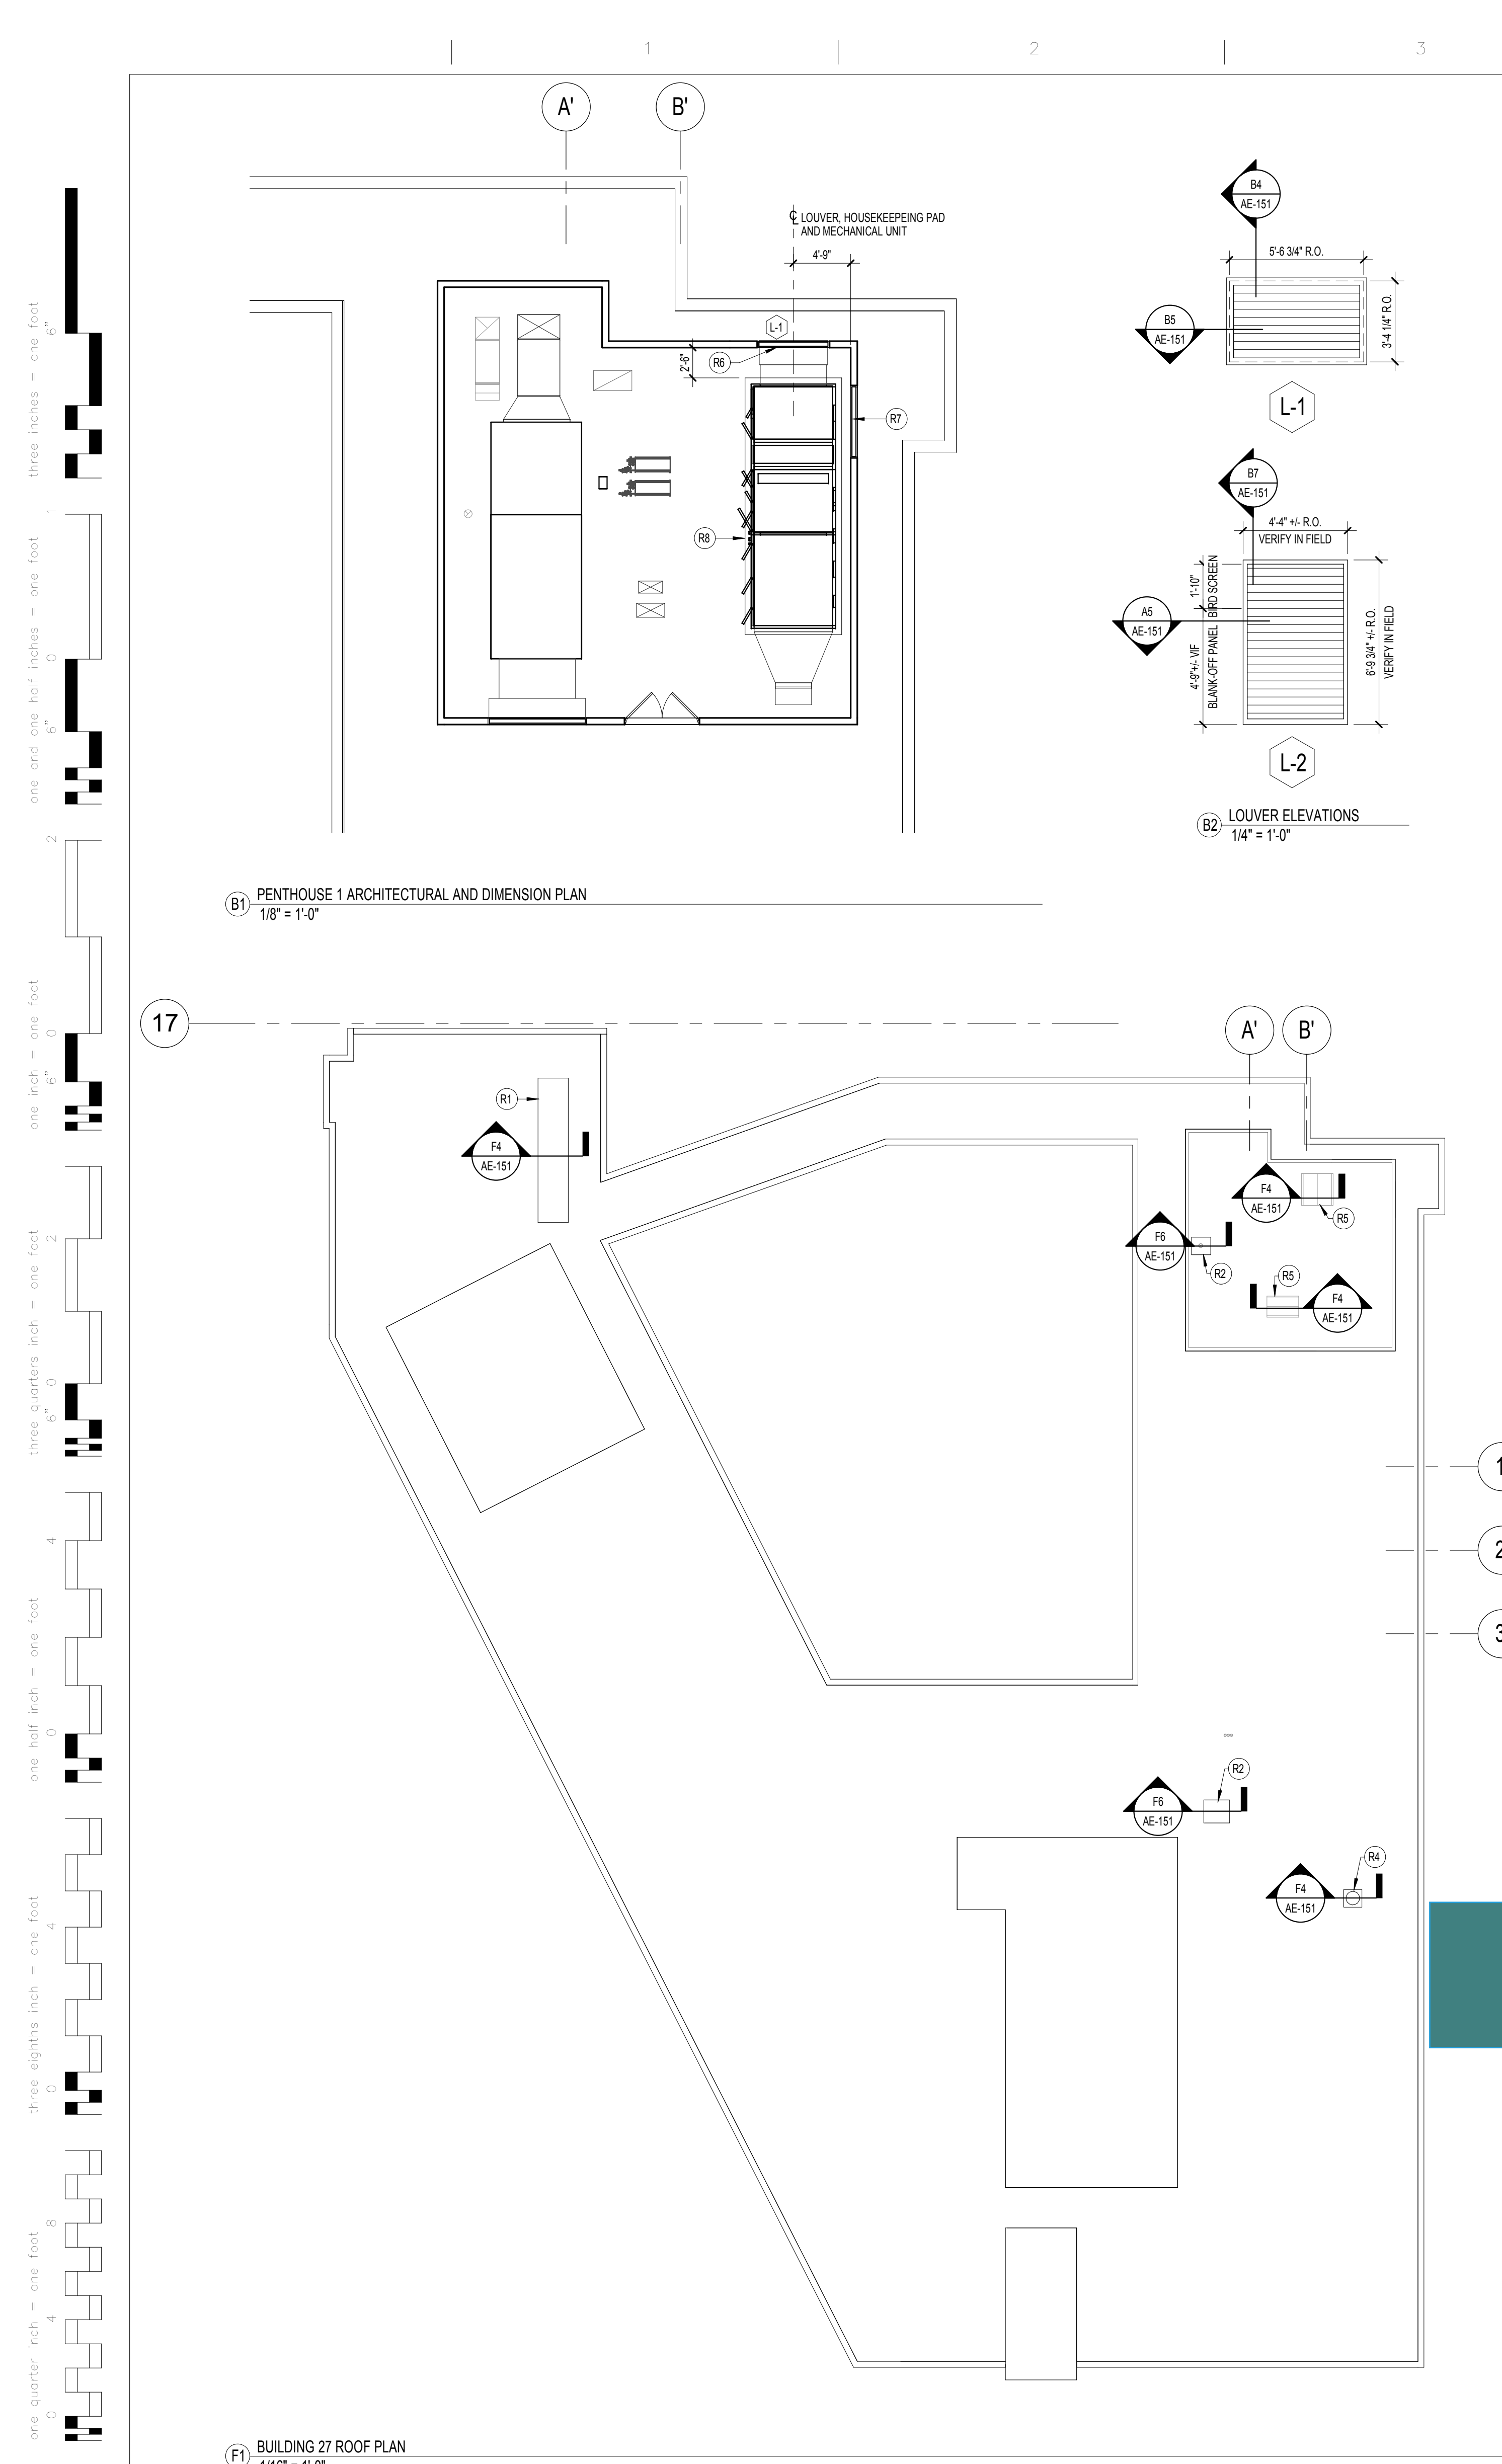 1 2 3
A' B'
℄ LOUVER, HOUSEKEEPEING PAD
AND MECHANICAL UNIT
4'-9"
L-1
R6
2'-6"
R7
R8
B1 PENTHOUSE 1 ARCHITECTURAL AND DIMENSION PLAN
1/8" = 1'-0"
B4
AE-151
5'-6 3/4" R.O.
B5
AE-151
3'-4 1/4" R.O.
L-1
B7
AE-151
4'-4" +/- R.O.
VERIFY IN FIELD
1'-10"
BIRD SCREEN
A5
AE-151
4'-9"+/- VIF
BLANK-OFF PANEL
6'-9 3/4" +/- R.O.
VERIFY IN FIELD
L-2
B2 LOUVER ELEVATIONS
1/4" = 1'-0"
17
A' B'
R1
F4
AE-151
F4
AE-151
R5
F6
AE-151
R2
R5
F4
AE-151
1
2
3
R2
F6
AE-151
R4
F4
AE-151
F1 BUILDING 27 ROOF PLAN
three inches = one foot
6"
one and one half inches = one foot
1 0 6"
one inch = one foot
2 0 6"
three quarters inch = one foot
2 0 6"
one half inch = one foot
4 0
three eighths inch = one foot
4 0
one quarter inch = one foot
8 4 0